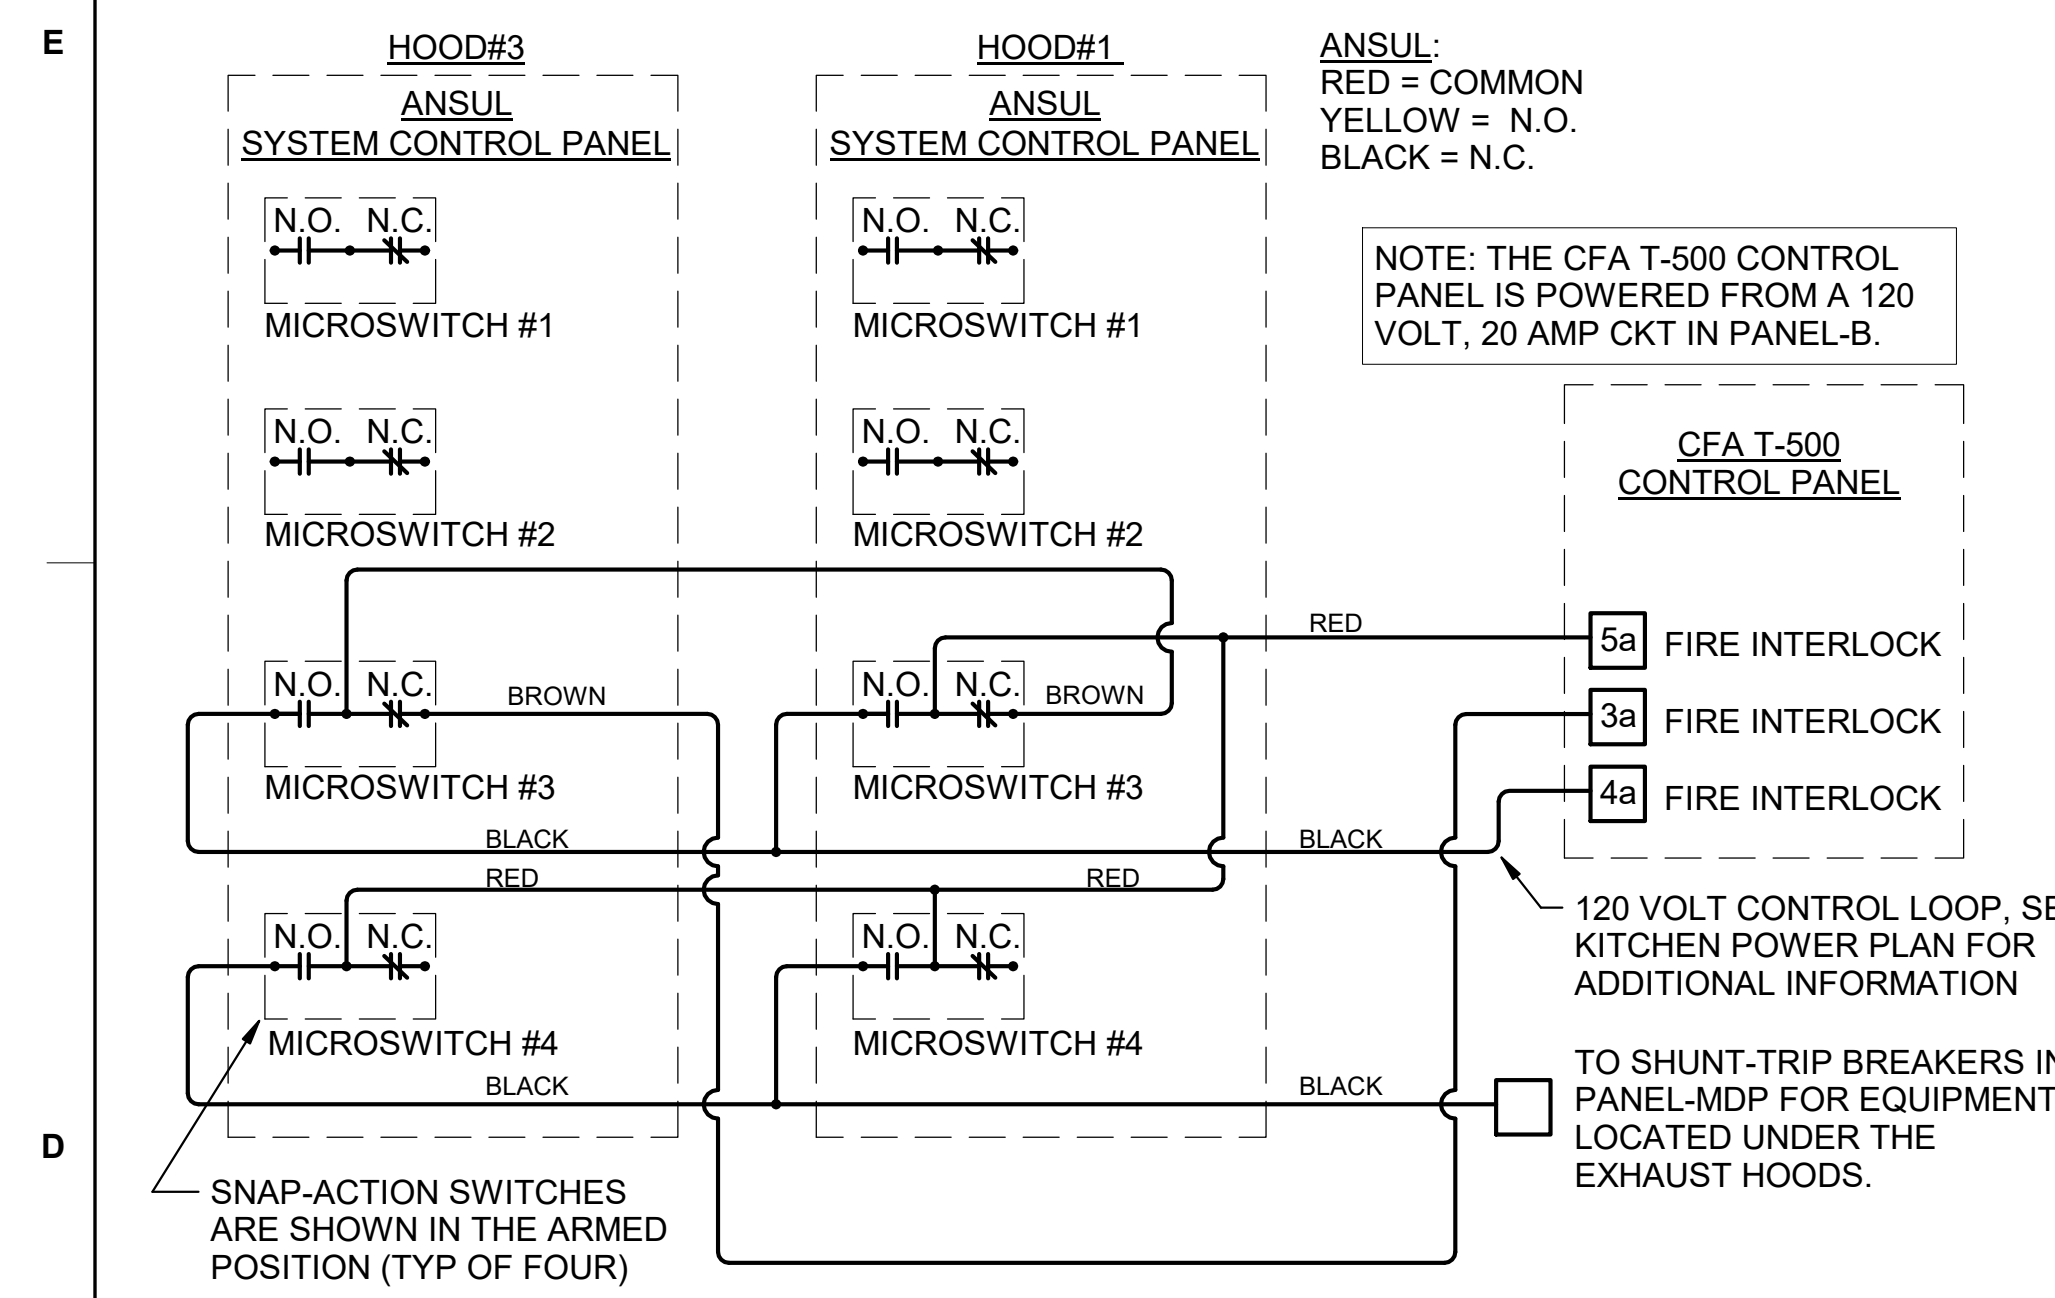 E
HOOD#3
ANSUL
SYSTEM CONTROL PANEL
N.O. N.C.
MICROSWITCH #1
N.O. N.C.
MICROSWITCH #2
N.O. N.C.
BROWN
MICROSWITCH #3
BLACK
RED
N.O. N.C.
MICROSWITCH #4
BLACK
SNAP-ACTION SWITCHES
ARE SHOWN IN THE ARMED
POSITION (TYP OF FOUR)
HOOD#1
ANSUL
SYSTEM CONTROL PANEL
N.O. N.C.
MICROSWITCH #1
N.O. N.C.
MICROSWITCH #2
N.O. N.C.
BROWN
MICROSWITCH #3
RED
N.O. N.C.
MICROSWITCH #4
ANSUL:
RED = COMMON
YELLOW = N.O.
BLACK = N.C.
NOTE: THE CFA T-500 CONTROL
PANEL IS POWERED FROM A 120
VOLT, 20 AMP CKT IN PANEL-B.
CFA T-500
CONTROL PANEL
RED
5a FIRE INTERLOCK
3a FIRE INTERLOCK
4a FIRE INTERLOCK
BLACK
120 VOLT CONTROL LOOP,
KITCHEN POWER PLAN FOR
ADDITIONAL INFORMATION
BLACK
TO SHUNT-TRIP BREAKERS
PANEL-MDP FOR EQUIPMENT
LOCATED UNDER THE
EXHAUST HOODS.
D